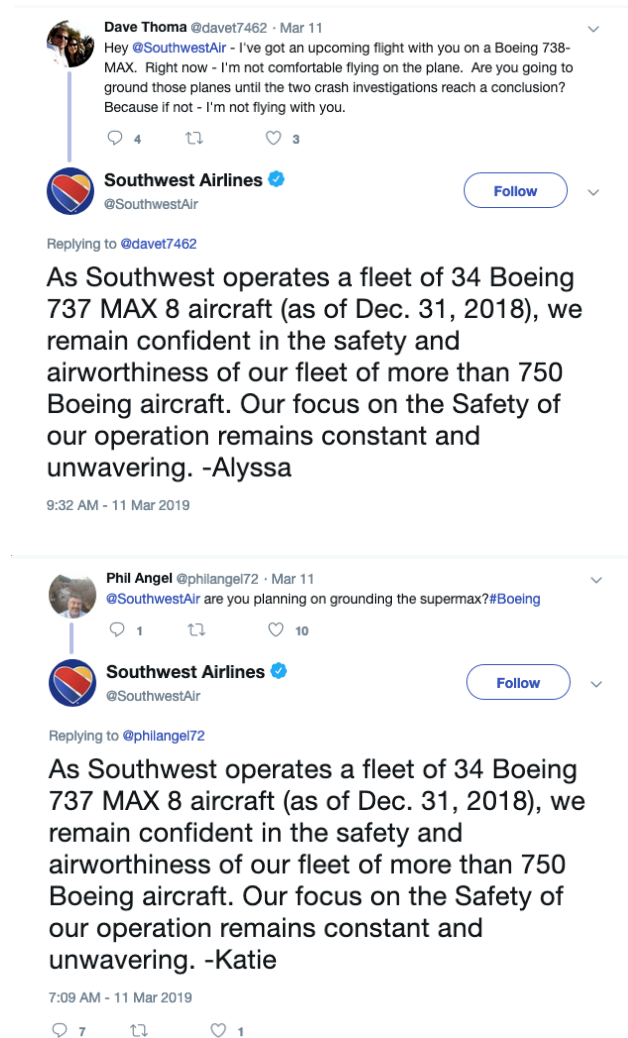 Dave Thoma @davet7462 · Mar 11
Hey @SouthwestAir - I've got an upcoming flight with you on a Boeing 738-
MAX.  Right now - I'm not comfortable flying on the plane.  Are you going to
ground those planes until the two crash investigations reach a conclusion?
Because if not - I'm not flying with you.
4 3
Southwest Airlines
@SouthwestAir
Follow
Replying to @davet7462
As Southwest operates a fleet of 34 Boeing
737 MAX 8 aircraft (as of Dec. 31, 2018), we
remain confident in the safety and
airworthiness of our fleet of more than 750
Boeing aircraft. Our focus on the Safety of
our operation remains constant and
unwavering. -Alyssa
9:32 AM - 11 Mar 2019
Phil Angel @philangel72 · Mar 11
@SouthwestAir are you planning on grounding the supermax?#Boeing
1 10
Southwest Airlines
@SouthwestAir
Follow
Replying to @philangel72
As Southwest operates a fleet of 34 Boeing
737 MAX 8 aircraft (as of Dec. 31, 2018), we
remain confident in the safety and
airworthiness of our fleet of more than 750
Boeing aircraft. Our focus on the Safety of
our operation remains constant and
unwavering. -Katie
7:09 AM - 11 Mar 2019
7 1